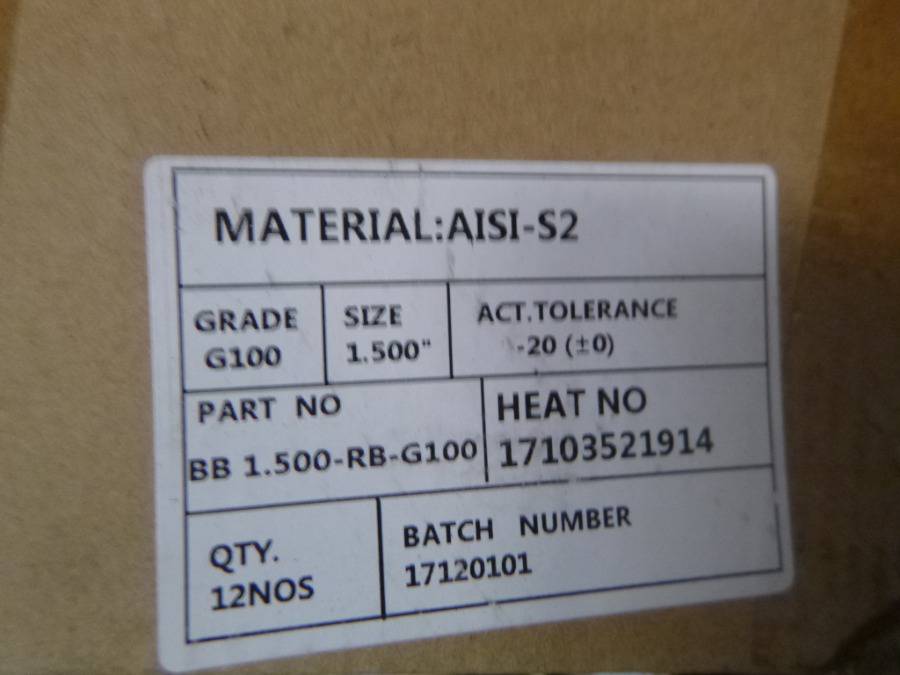 MATERIAL:AISI-S2
GRADE
G100
SIZE
1.500"
ACT.TOLERANCE
-20 (±0)
PART NO
BB 1.500-RB-G100
HEAT NO
17103521914
QTY.
12NOS
BATCH NUMBER
17120101